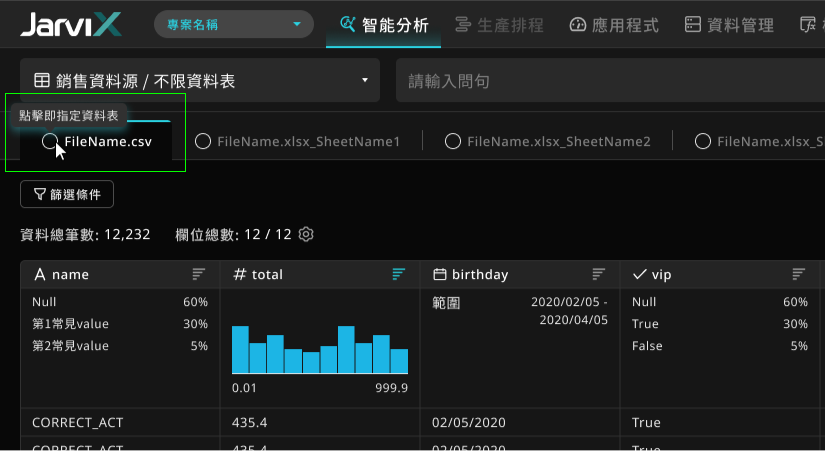 JarviX
專案名稱
智能分析
生產排程
應用程式
資料管理
銷售資料源 / 不限資料表
請輸入問句
點擊即指定資料表
FileName.csv
FileName.xlsx_SheetName1
FileName.xlsx_SheetName2
FileName.xlsx_S
篩選條件
資料總筆數: 12,232 欄位總數: 12 / 12
name
total
birthday
vip
Null 60%
第1常見value 30%
第2常見value 5%
0.01 999.9
範圍 2020/02/05 -
2020/04/05
Null 60%
True 30%
False 5%
CORRECT_ACT 435.4 02/05/2020 True
CORRECT_ACT 435.4 02/05/2020 True